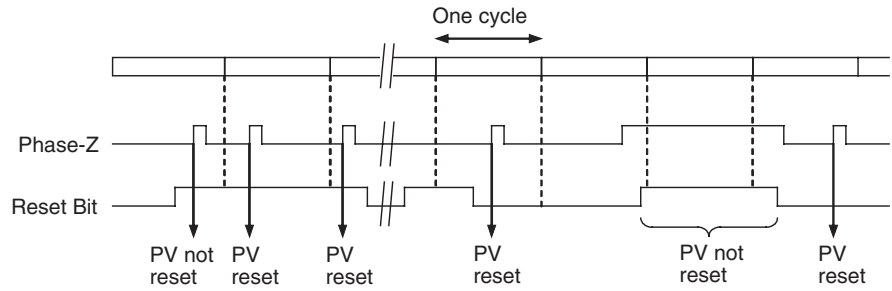 One cycle
Phase-Z
Reset Bit
PV not
reset
PV
reset
PV
reset
PV
reset
PV not
reset
PV
reset